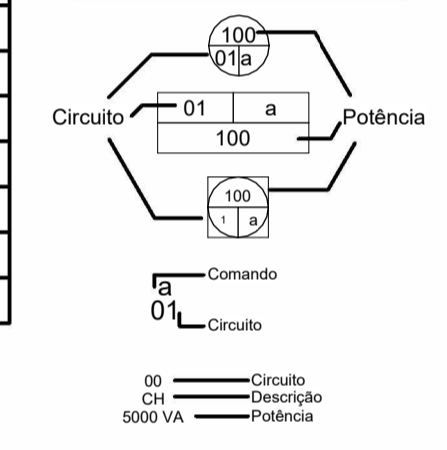 100
01 a
Circuito 01 a Potência
100
100
1 a
Comando
a
01
Circuito
00 Circuito
CH Descrição
5000 VA Potência